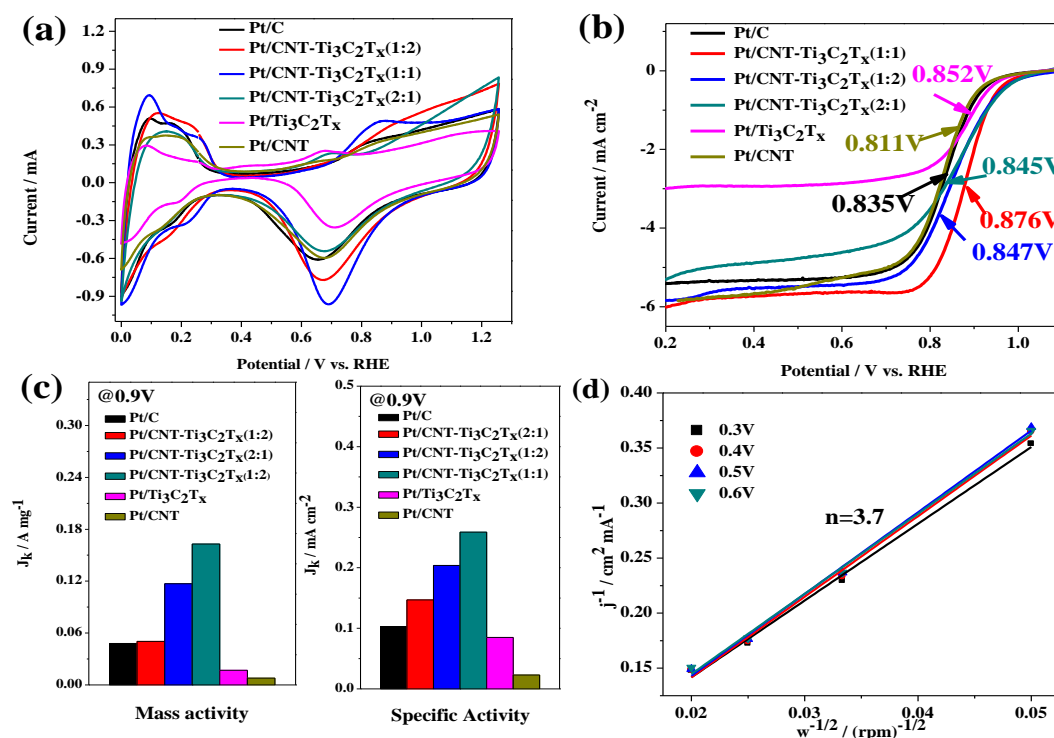 (a)
Current / mA
1.2
0.9
0.6
0.3
0.0
-0.3
-0.6
-0.9
Pt/C
Pt/CNT-Ti3C2Tx(1:2)
Pt/CNT-Ti3C2Tx(1:1)
Pt/CNT-Ti3C2Tx(2:1)
Pt/Ti3C2Tx
Pt/CNT
0.0 0.2 0.4 0.6 0.8 1.0 1.2
Potential / V vs. RHE
(b)
Current / mA cm-2
0
-2
-4
-6
Pt/C
Pt/CNT-Ti3C2Tx(1:1)
Pt/CNT-Ti3C2Tx(1:2)
Pt/CNT-Ti3C2Tx(2:1)
Pt/Ti3C2Tx
Pt/CNT
0.852V
0.811V
0.845V
0.835V
0.876V
0.847V
0.2 0.4 0.6 0.8 1.0
Potential / V vs. RHE
(c)
Jk / A mg-1
0.30
0.24
0.18
0.12
0.06
0.00
@0.9V
Pt/C
Pt/CNT-Ti3C2Tx(1:2)
Pt/CNT-Ti3C2Tx(2:1)
Pt/CNT-Ti3C2Tx(1:2)
Pt/Ti3C2Tx
Pt/CNT
Mass activity
Jk / mA cm-2
0.5
0.4
0.3
0.2
0.1
0.0
@0.9V
Pt/C
Pt/CNT-Ti3C2Tx(2:1)
Pt/CNT-Ti3C2Tx(1:2)
Pt/CNT-Ti3C2Tx(1:1)
Pt/Ti3C2Tx
Pt/CNT
Specific Activity
(d)
j-1 / cm2 mA-1
0.40
0.35
0.30
0.25
0.20
0.15
0.3V
0.4V
0.5V
0.6V
n=3.7
0.02 0.03 0.04 0.05
w-1/2 / (rpm)-1/2